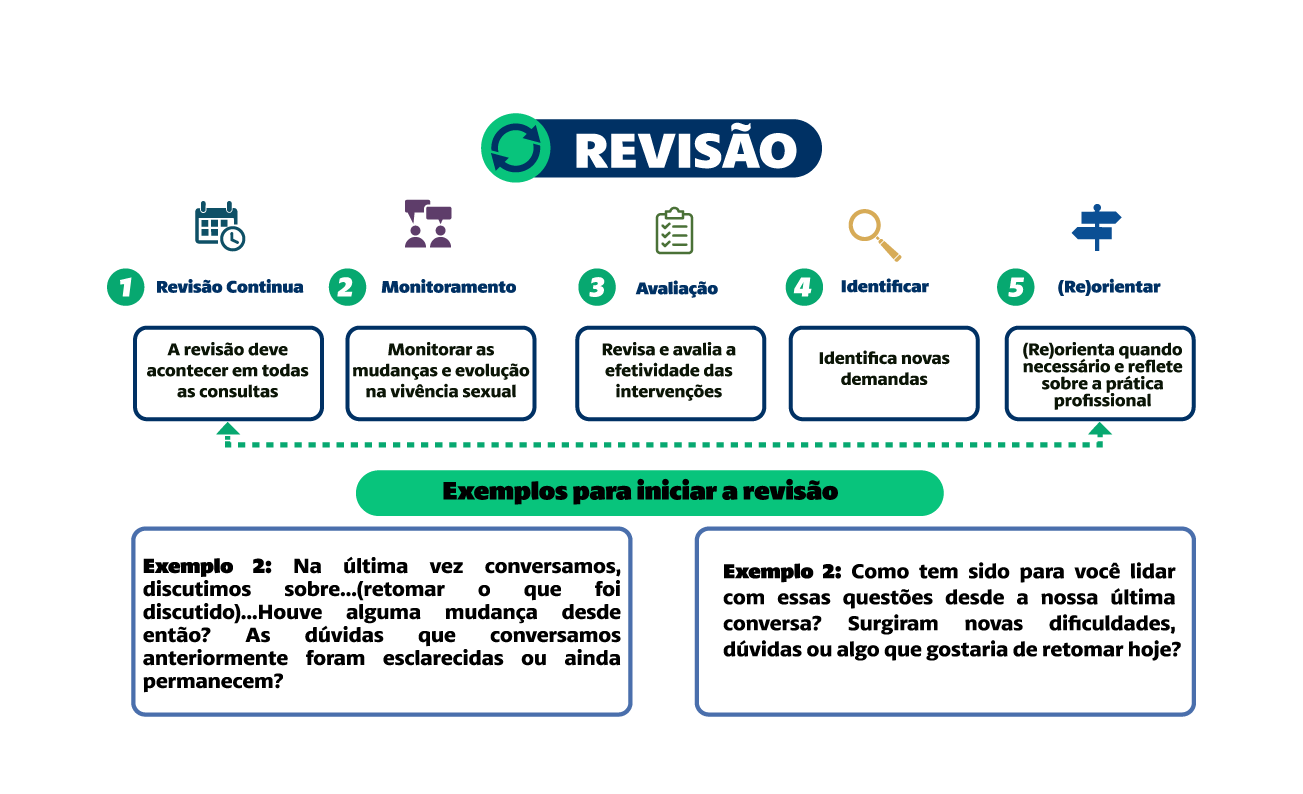 REVISÃO
1 Revisão Continua
2 Monitoramento
3 Avaliação
4 Identificar
5 (Re)orientar
A revisão deve
acontecer em todas
as consultas
Monitorar as
mudanças e evolução
na vivência sexual
Revisa e avalia a
efetividade das
intervenções
Identifica novas
demandas
(Re)orienta quando
necessário e reflete
sobre a prática
profissional
Exemplos para iniciar a revisão
Exemplo 2: Na última vez conversamos,
discutimos sobre...(retomar o que foi
discutido)...Houve alguma mudança desde
então? As dúvidas que conversamos
anteriormente foram esclarecidas ou ainda
permanecem?
Exemplo 2: Como tem sido para você lidar
com essas questões desde a nossa última
conversa? Surgiram novas dificuldades,
dúvidas ou algo que gostaria de retomar hoje?